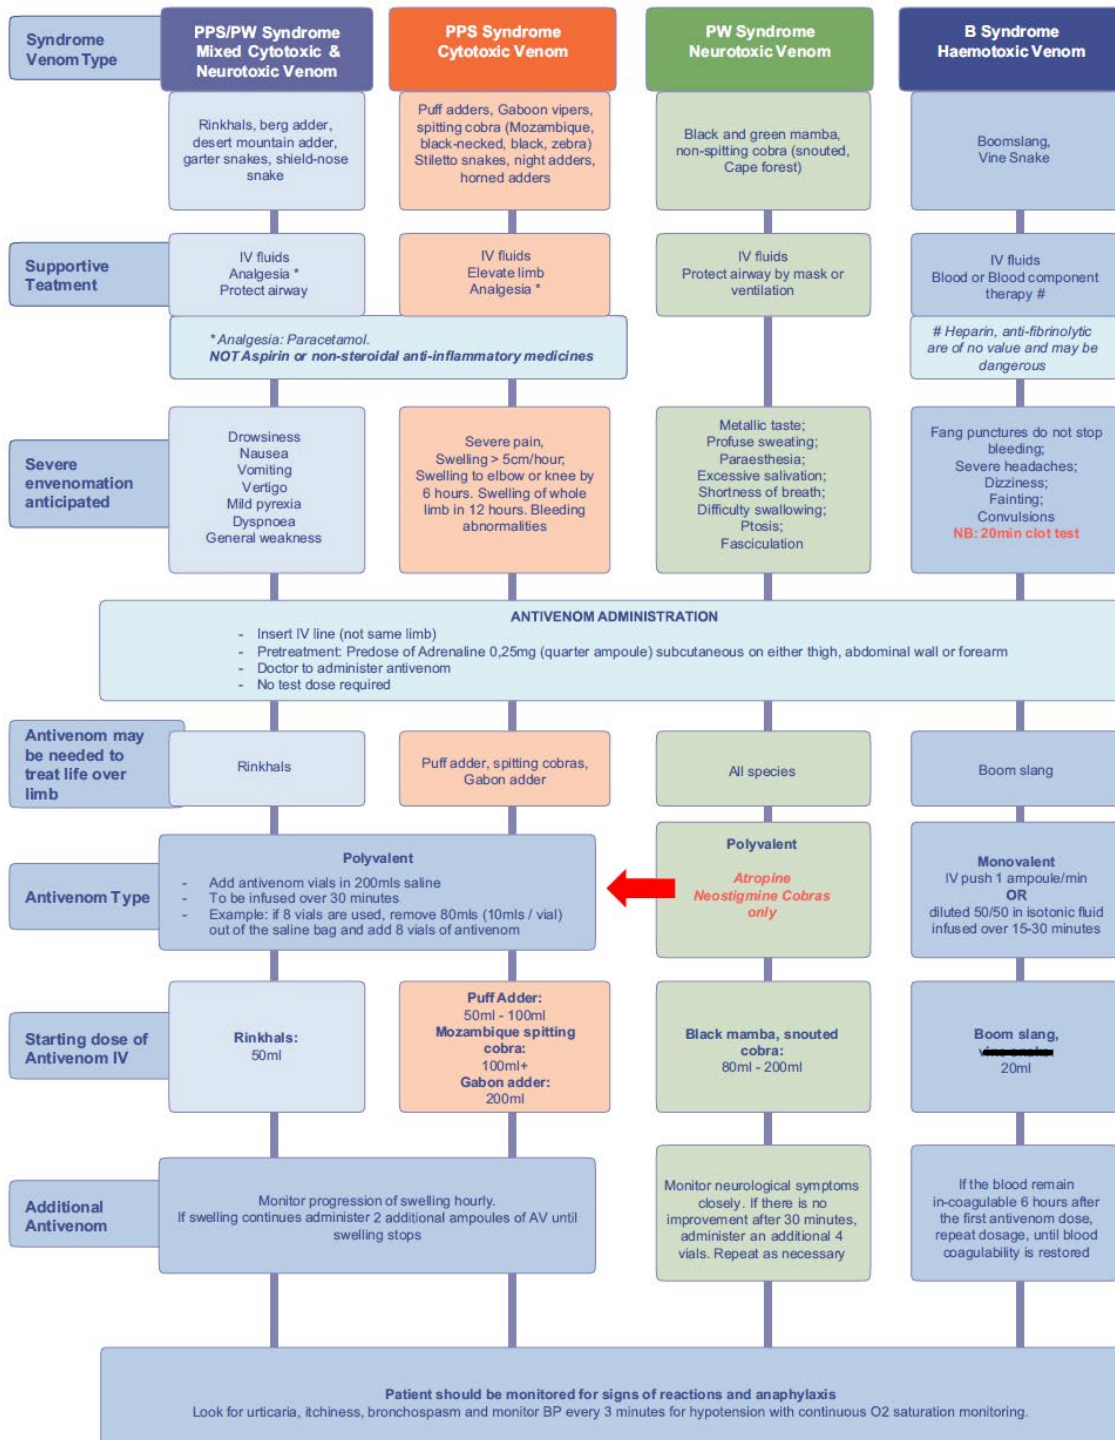 Syndrome
Venom Type
PPS/PW Syndrome
Mixed Cytotoxic &
Neurotoxic Venom
PPS Syndrome
Cytotoxic Venom
PW Syndrome
Neurotoxic Venom
B Syndrome
Haemotoxic Venom
Rinkhals, berg adder,
desert mountain adder,
garter snakes, shield-nose
snake
Puff adders, Gaboon vipers,
spitting cobra (Mozambique,
black-necked, black, zebra)
Stiletto snakes, night adders,
horned adders
Black and green mamba,
non-spitting cobra (snouted,
Cape forest)
Boomslang,
Vine Snake
Supportive
Treatment
IV fluids
Analgesia *
Protect airway
IV fluids
Elevate limb
Analgesia *
IV fluids
Protect airway by mask or
ventilation
IV fluids
Blood or Blood component
therapy #
* Analgesia: Paracetamol.
NOT Aspirin or non-steroidal anti-inflammatory medicines
# Heparin, anti-fibrinolytic
are of no value and may be
dangerous
Severe
envenomation
anticipated
Drowsiness
Nausea
Vomiting
Vertigo
Mild pyrexia
Dyspnoea
General weakness
Severe pain,
Swelling > 5cm/hour;
Swelling to elbow or knee by
6 hours. Swelling of whole
limb in 12 hours. Bleeding
abnormalities
Metallic taste;
Profuse sweating;
Paraesthesia;
Excessive salivation;
Shortness of breath;
Difficulty swallowing;
Ptosis;
Fasciculation
Fang punctures do not stop
bleeding;
Severe headaches;
Dizziness;
Fainting;
Convulsions
NB: 20min clot test
ANTIVENOM ADMINISTRATION
- Insert IV line (not same limb)
- Pretreatment: Predose of Adrenaline 0,25mg (quarter ampoule) subcutaneous on either thigh, abdominal wall or forearm
- Doctor to administer antivenom
- No test dose required
Antivenom may
be needed to
treat life over
limb
Rinkhals
Puff adder, spitting cobras,
Gabon adder
All species
Boom slang
Antivenom Type
Polyvalent
- Add antivenom vials in 200mls saline
- To be infused over 30 minutes
- Example: if 8 vials are used, remove 80mls (10mls / vial)
out of the saline bag and add 8 vials of antivenom
Polyvalent
Atropine
Neostigmine Cobras
only
Monovalent
IV push 1 ampoule/min
OR
diluted 50/50 in isotonic fluid
infused over 15-30 minutes
Starting dose of
Antivenom IV
Rinkhals:
50ml
Puff Adder:
50ml - 100ml
Mozambique spitting
cobra:
100ml+
Gabon adder:
200ml
Black mamba, snouted
cobra:
80ml - 200ml
Boom slang,
20ml
Additional
Antivenom
Monitor progression of swelling hourly.
If swelling continues administer 2 additional ampoules of AV until
swelling stops
Monitor neurological symptoms
closely. If there is no
improvement after 30 minutes,
administer an additional 4
vials. Repeat as necessary
If the blood remain
in-coagulable 6 hours after
the first antivenom dose,
repeat dosage, until blood
coagulability is restored
Patient should be monitored for signs of reactions and anaphylaxis
Look for urticaria, itchiness, bronchospasm and monitor BP every 3 minutes for hypotension with continuous O2 saturation monitoring.